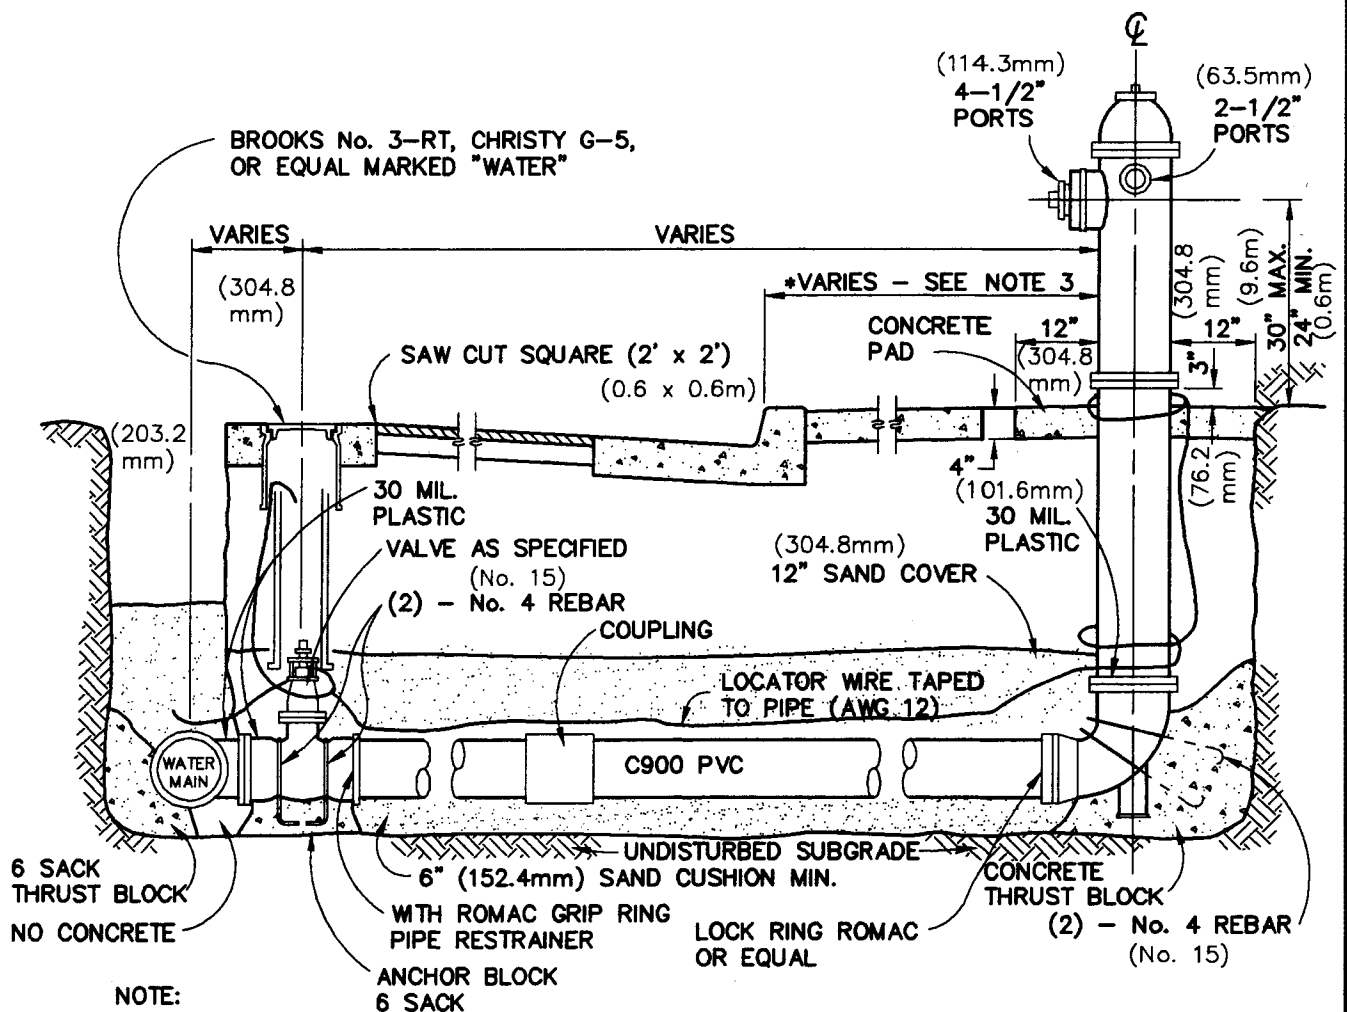 ℄
(114.3mm)
4-1/2"
PORTS
(63.5mm)
2-1/2"
PORTS
BROOKS No. 3-RT, CHRISTY G-5,
OR EQUAL MARKED "WATER"
VARIES
VARIES
(304.8
mm)
*VARIES - SEE NOTE 3
(304.8
mm)
(9.6m)
30" MAX.
24" MIN.
(0.6m)
CONCRETE
PAD
12"
(304.8
mm)
12"
3"
SAW CUT SQUARE (2' x 2')
(0.6 x 0.6m)
(203.2
mm)
4"
(101.6mm)
(76.2
mm)
30 MIL.
PLASTIC
30 MIL.
PLASTIC
VALVE AS SPECIFIED
(No. 15)
(2) - No. 4 REBAR
(304.8mm)
12" SAND COVER
COUPLING
LOCATOR WIRE TAPED
TO PIPE (AWG 12)
WATER
MAIN
C900 PVC
UNDISTURBED SUBGRADE
6" (152.4mm) SAND CUSHION MIN.
6 SACK
THRUST BLOCK
NO CONCRETE
WITH ROMAC GRIP RING
PIPE RESTRAINER
LOCK RING ROMAC
OR EQUAL
CONCRETE
THRUST BLOCK
(2) - No. 4 REBAR
(No. 15)
ANCHOR BLOCK
6 SACK
NOTE: